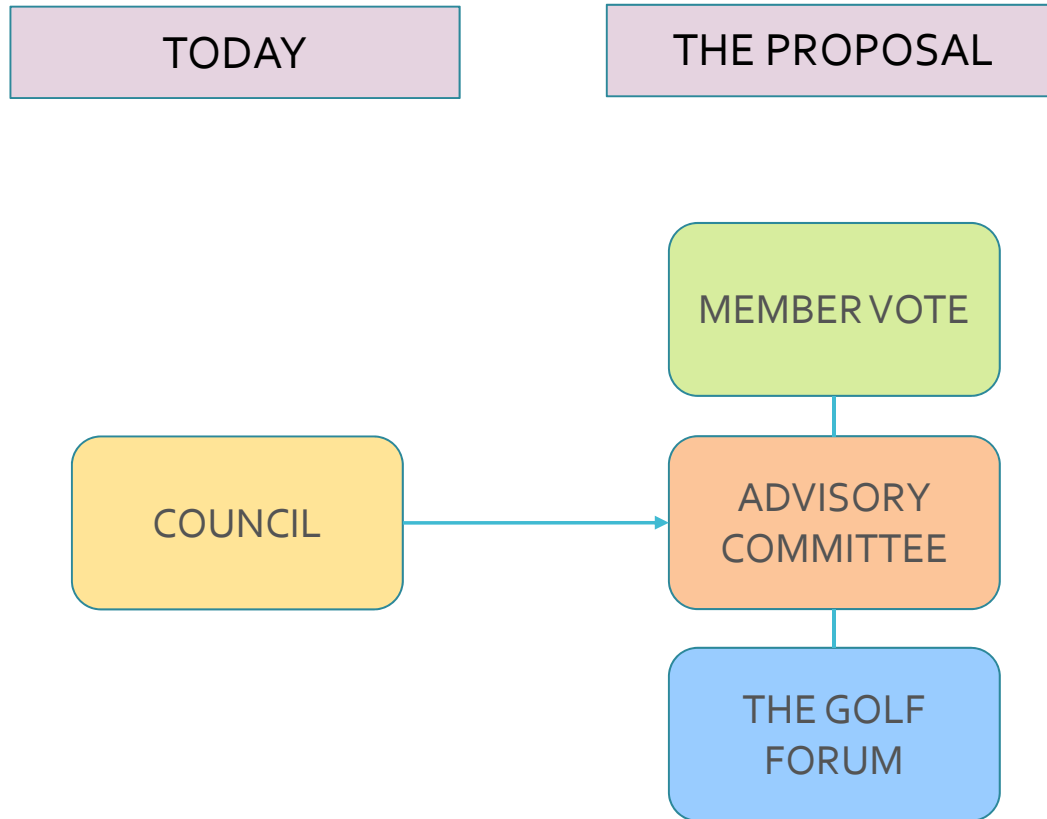 TODAY
THE PROPOSAL
MEMBER VOTE
COUNCIL
ADVISORY
COMMITTEE
THE GOLF
FORUM